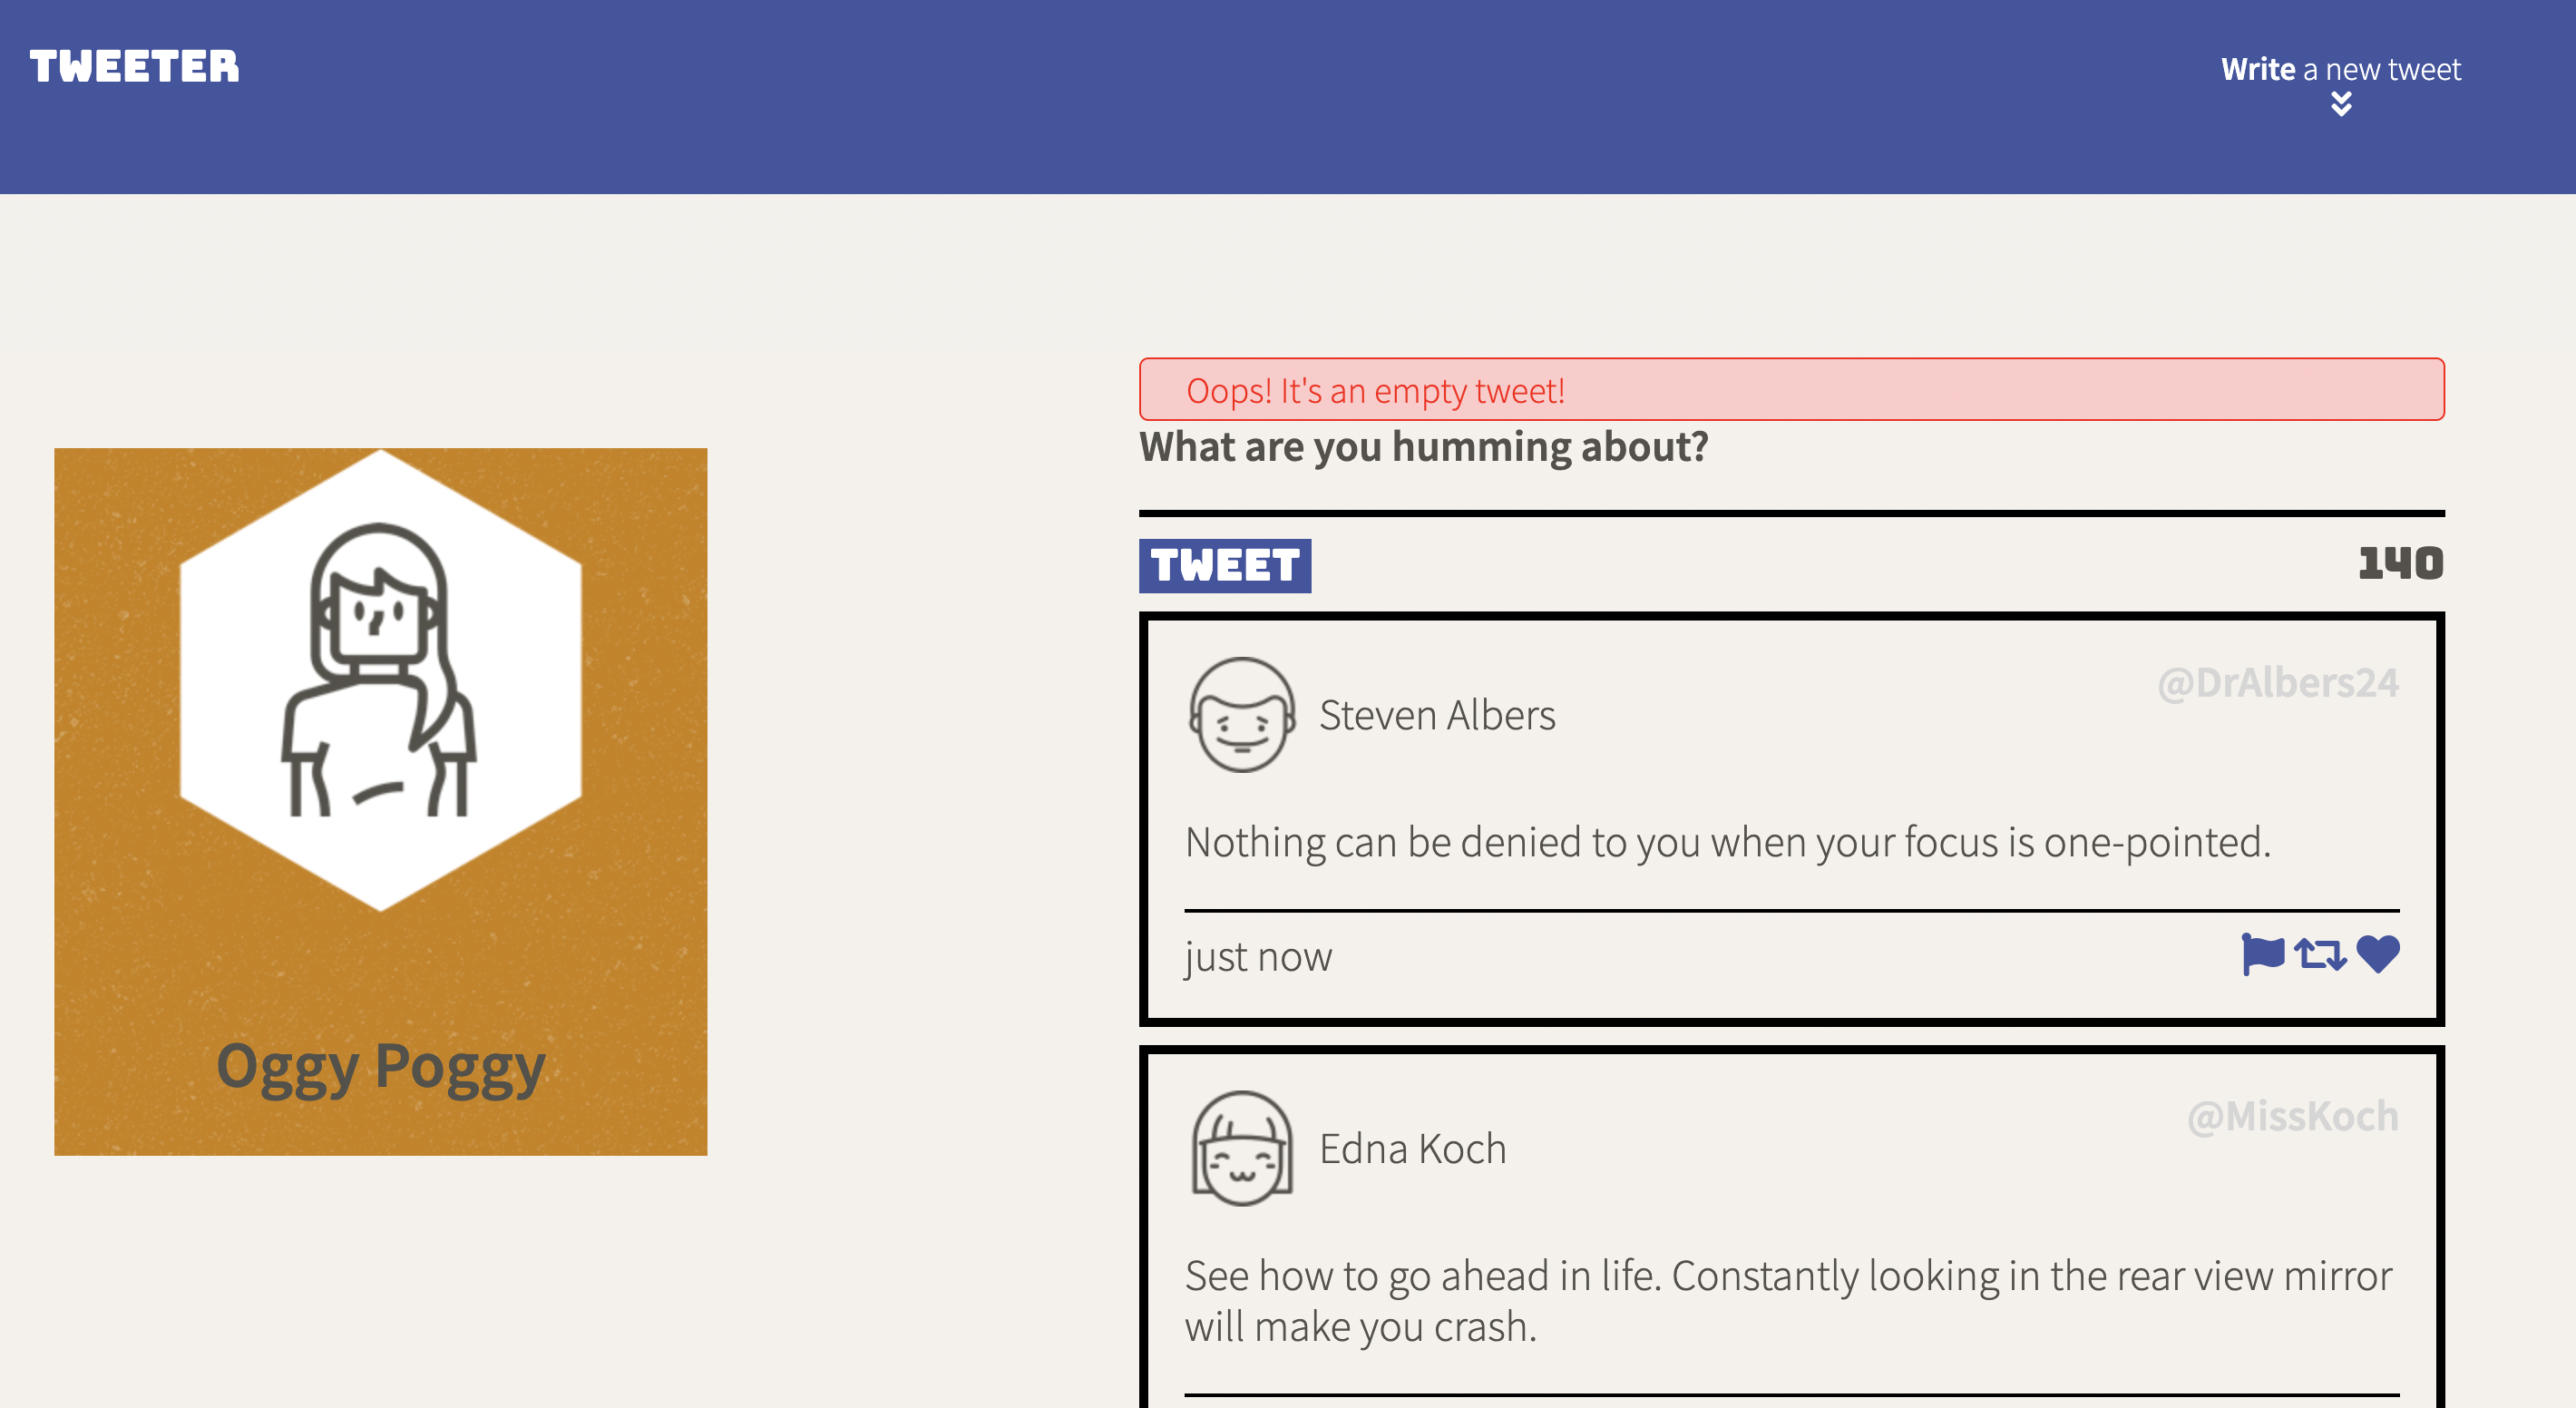 TWEETER
Write a new tweet
Oops! It's an empty tweet!
What are you humming about?
TWEET
140
Oggy Poggy
Steven Albers
@DrAlbers24
Nothing can be denied to you when your focus is one-pointed.
just now
Edna Koch
@MissKoch
See how to go ahead in life. Constantly looking in the rear view mirror
will make you crash.